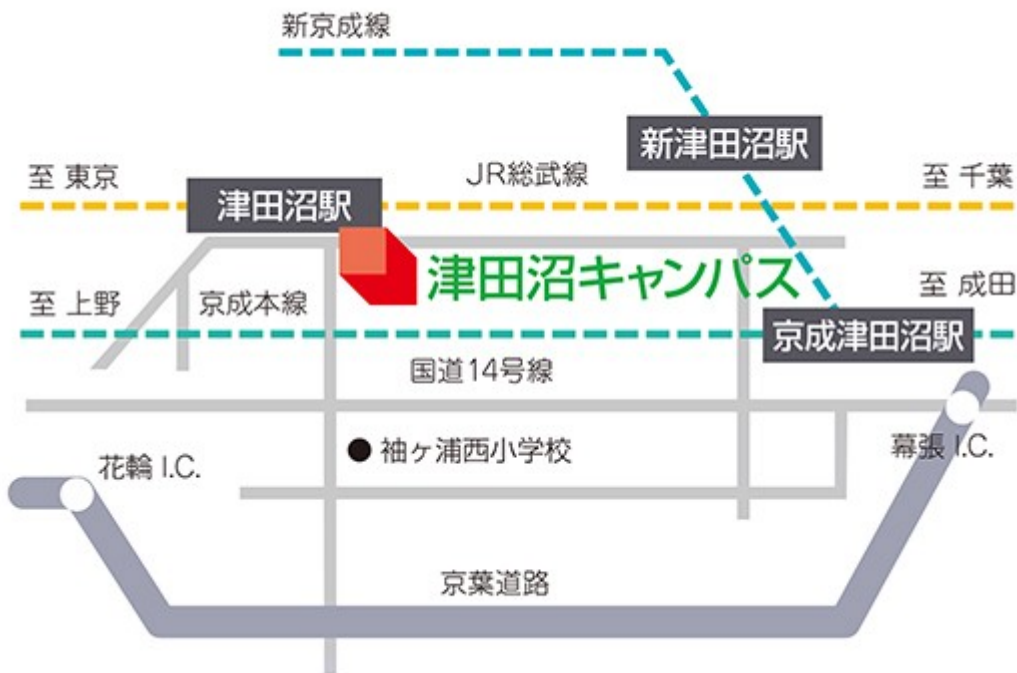 新京成線
新津田沼駅
至 東京
JR総武線
至 千葉
津田沼駅
津田沼キャンパス
至 成田
至 上野
京成本線
京成津田沼駅
国道14号線
袖ヶ浦西小学校
幕張 I.C.
花輪 I.C.
京葉道路